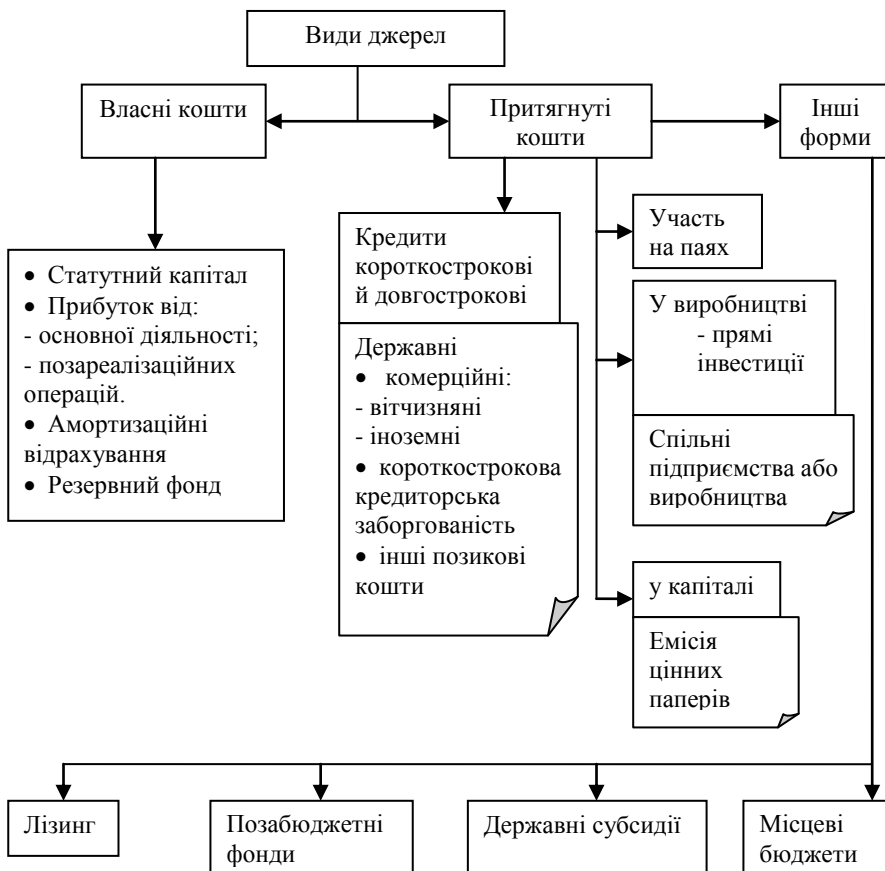 Види джерел
Власні кошти
Притягнуті
кошти
Інші
форми
• Статутний капітал
• Прибуток від:
- основної діяльності;
- позареалізаційних
операцій.
• Амортизаційні
відрахування
• Резервний фонд
Кредити
короткострокові
й довгострокові
Державні
• комерційні:
- вітчизняні
- іноземні
• короткострокова
кредиторська
заборгованість
• інші позикові
кошти
Участь
на паях
У виробництві
- прямі
інвестиції
Спільні
підприємства або
виробництва
у капіталі
Емісія
цінних
паперів
Лізинг
Позабюджетні
фонди
Державні субсидії
Місцеві
бюджети